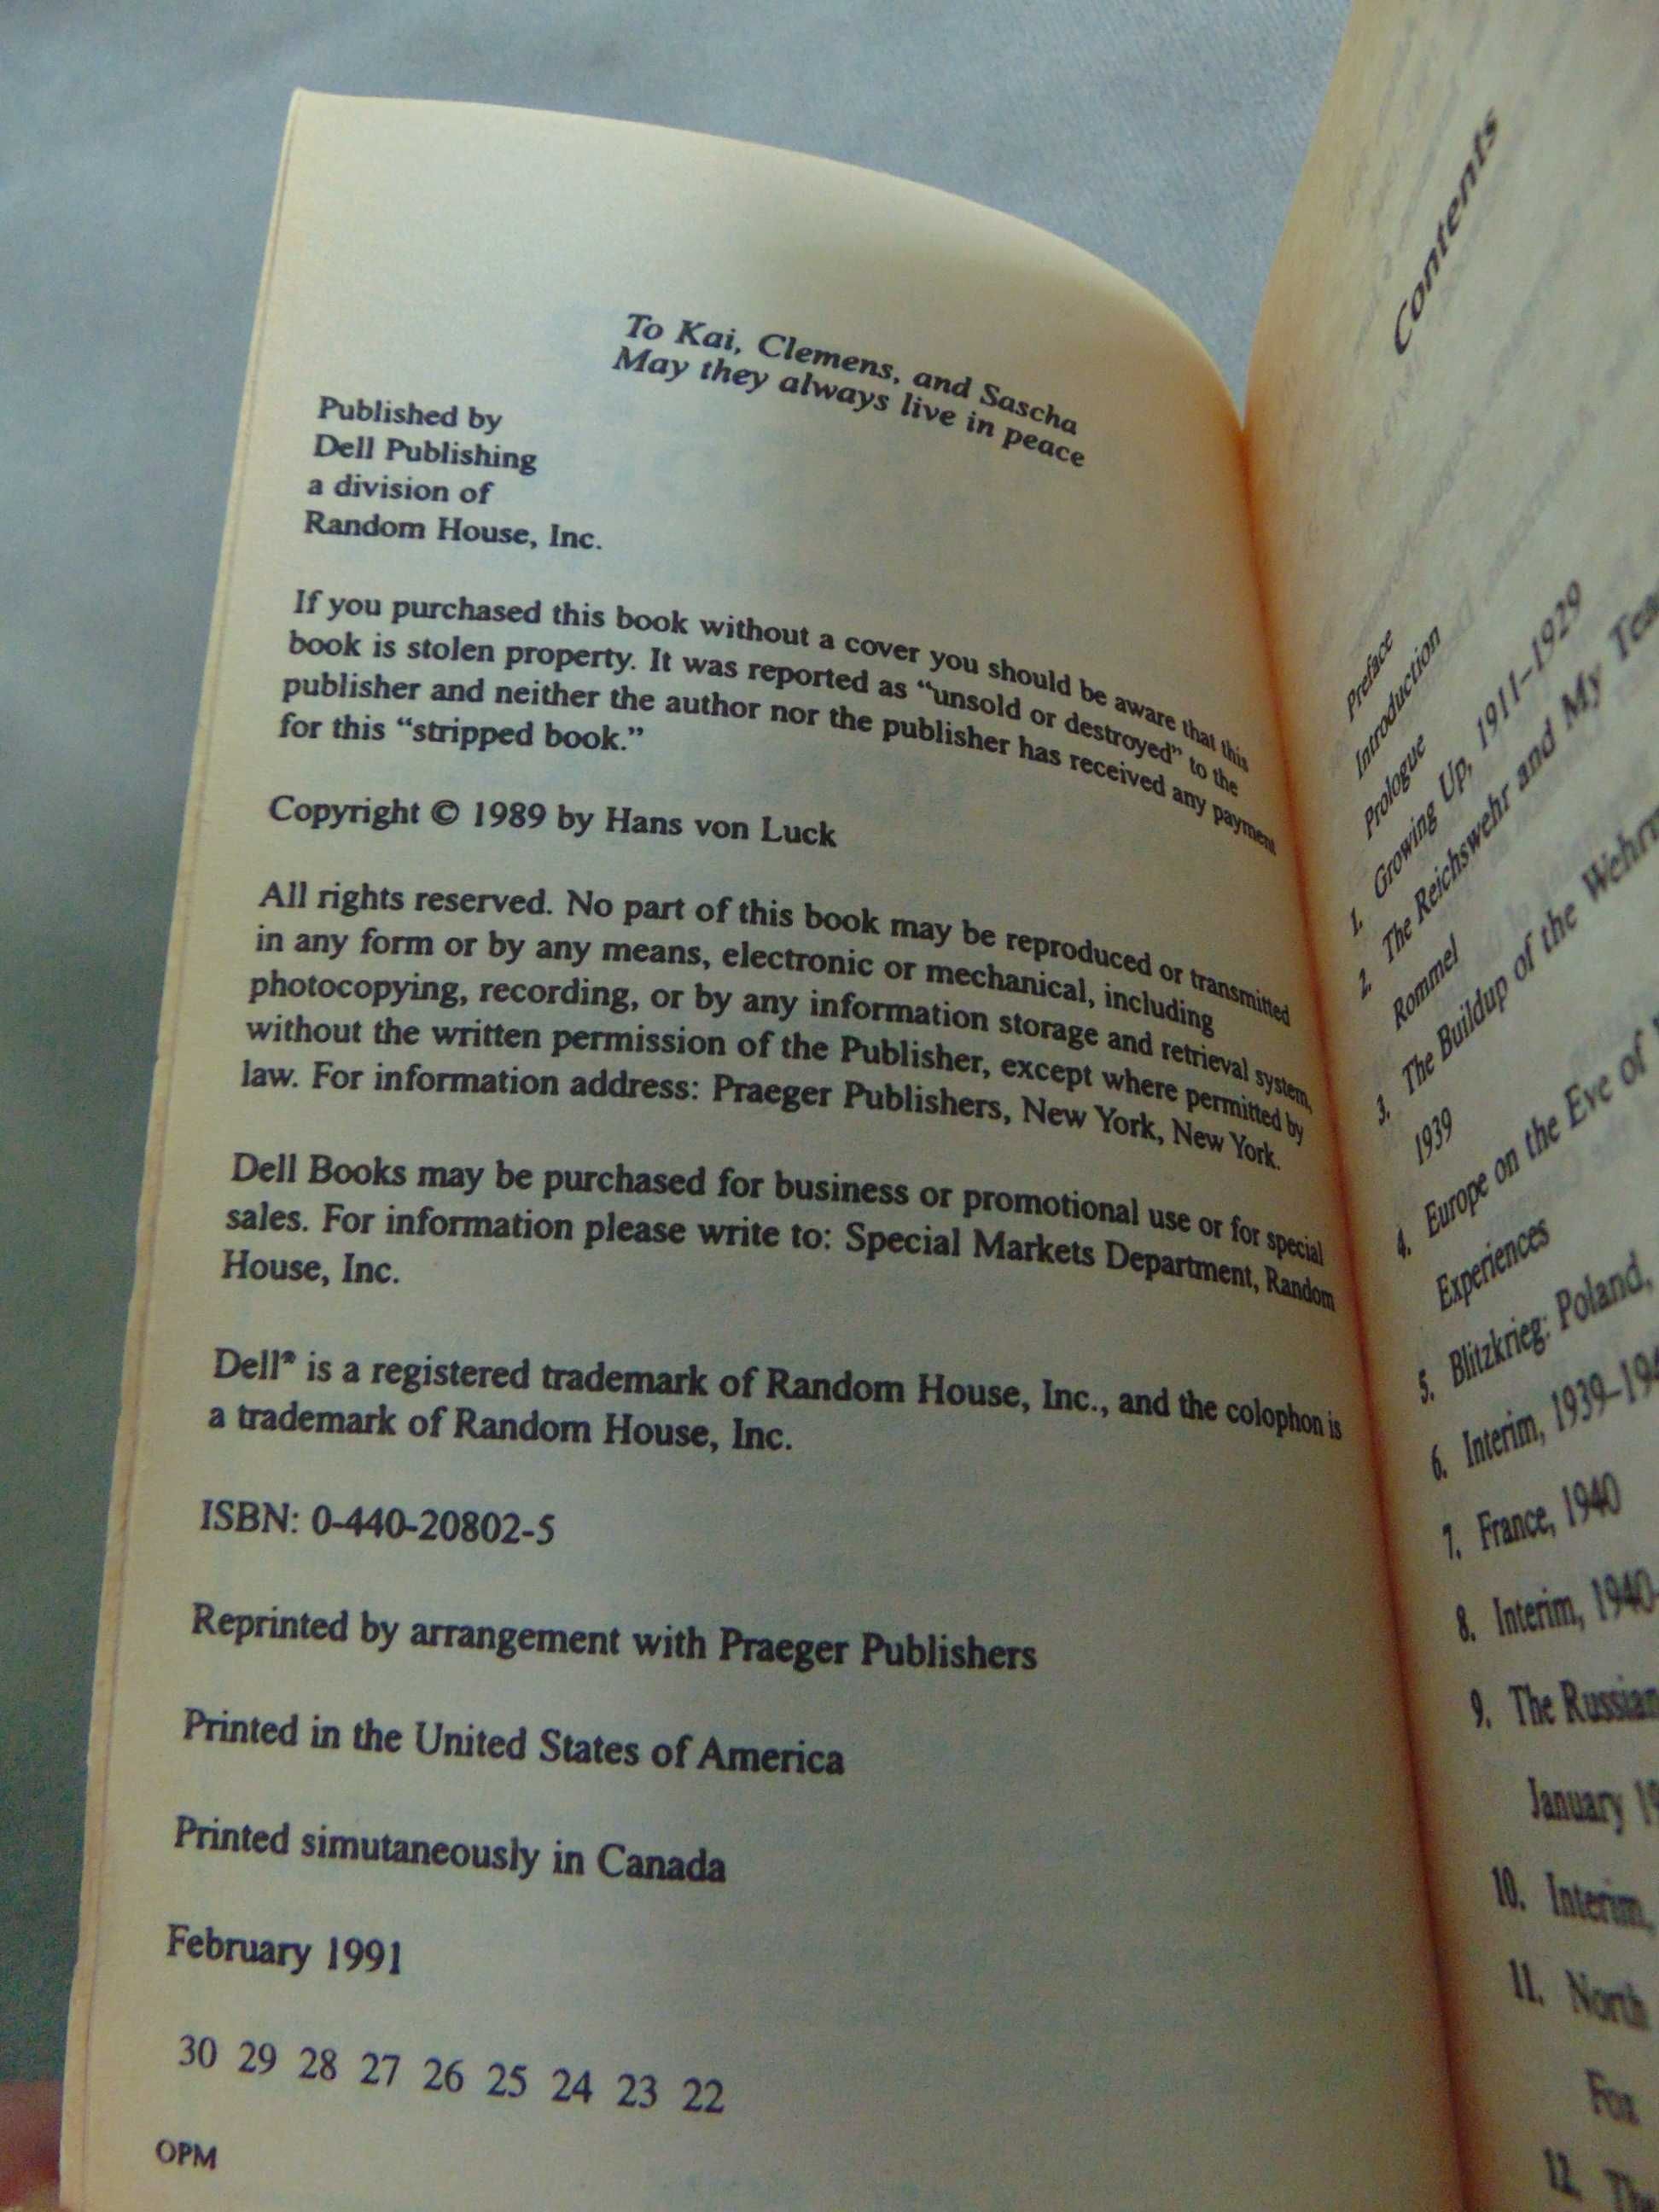 To Kai, Clemens, and Sascha
May they always live in peace
Published by
Dell Publishing
a division of
Random House, Inc.
If you purchased this book without a cover you should be aware that this
book is stolen property. It was reported as “unsold or destroyed” to the
publisher and neither the author nor the publisher has received any payment
for this “stripped book.”
Copyright © 1989 by Hans von Luck
All rights reserved. No part of this book may be reproduced or transmitted
in any form or by any means, electronic or mechanical, including
photocopying, recording, or by any information storage and retrieval system,
without the written permission of the Publisher, except where permitted by
law. For information address: Praeger Publishers, New York, New York.
Dell Books may be purchased for business or promotional use or for special
sales. For information please write to: Special Markets Department, Random
House, Inc.
Dell® is a registered trademark of Random House, Inc., and the colophon is
a trademark of Random House, Inc.
ISBN: 0-440-20802-5
Reprinted by arrangement with Praeger Publishers
Printed in the United States of America
Printed simutaneously in Canada
February 1991
30 29 28 27 26 25 24 23 22
OPM
Contents
Preface
Introduction
Prologue
1. Growing Up, 1911–1929
2. The Reichswehr and My
Rommel
3. The Buildup of the
1939
4. Europe on the Eve of
Experiences
5. Blitzkrieg: Poland,
6. Interim, 1939–
7. France, 1940
8. Interim, 1940
9. The Russian
January
10. Interim,
11. North
12.